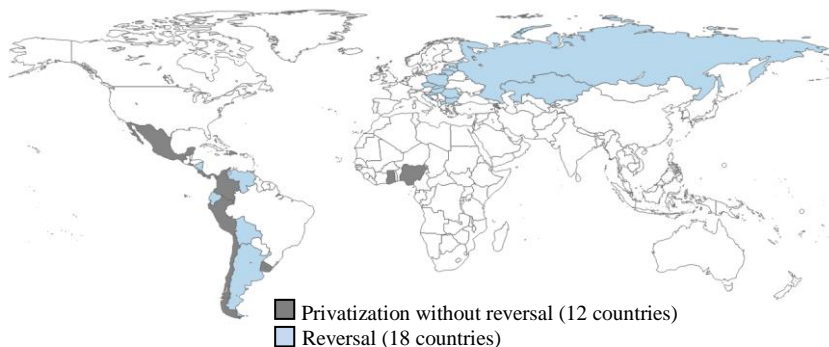 Privatization without reversal (12 countries)
Reversal (18 countries)